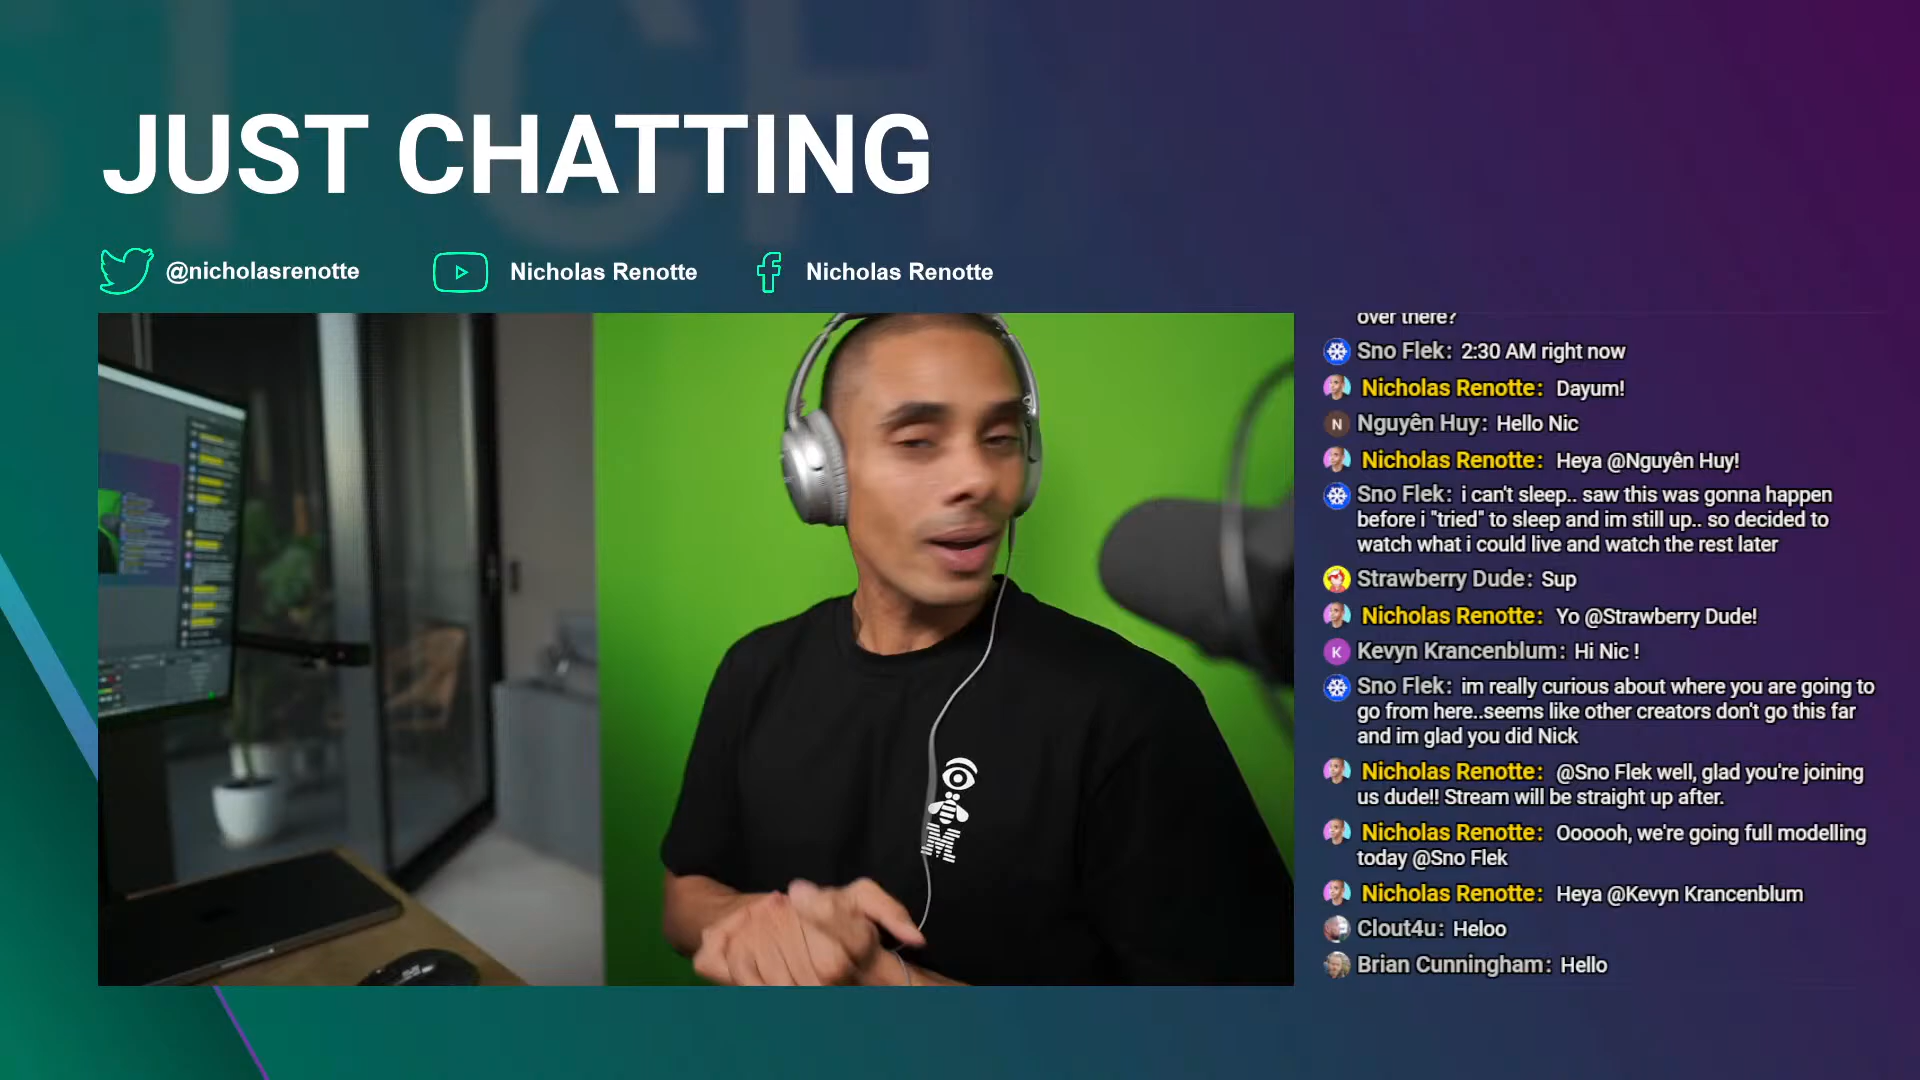 JUST CHATTING
@nicholasrenotte
Nicholas Renotte
Nicholas Renotte
over there?
Sno Flek: 2:30 AM right now
Nicholas Renotte: Dayum!
N Nguyên Huy: Hello Nic
Nicholas Renotte: Heya @Nguyên Huy!
Sno Flek: i can't sleep.. saw this was gonna happen
before i "tried" to sleep and im still up.. so decided to
watch what i could live and watch the rest later
Strawberry Dude: Sup
Nicholas Renotte: Yo @Strawberry Dude!
K Kevyn Krancenblum: Hi Nic !
Sno Flek: im really curious about where you are going to
go from here..seems like other creators don't go this far
and im glad you did Nick
Nicholas Renotte: @Sno Flek well, glad you're joining
us dude!! Stream will be straight up after.
Nicholas Renotte: Oooooh, we're going full modelling
today @Sno Flek
Nicholas Renotte: Heya @Kevyn Krancenblum
Clout4u: Heloo
Brian Cunningham: Hello
M